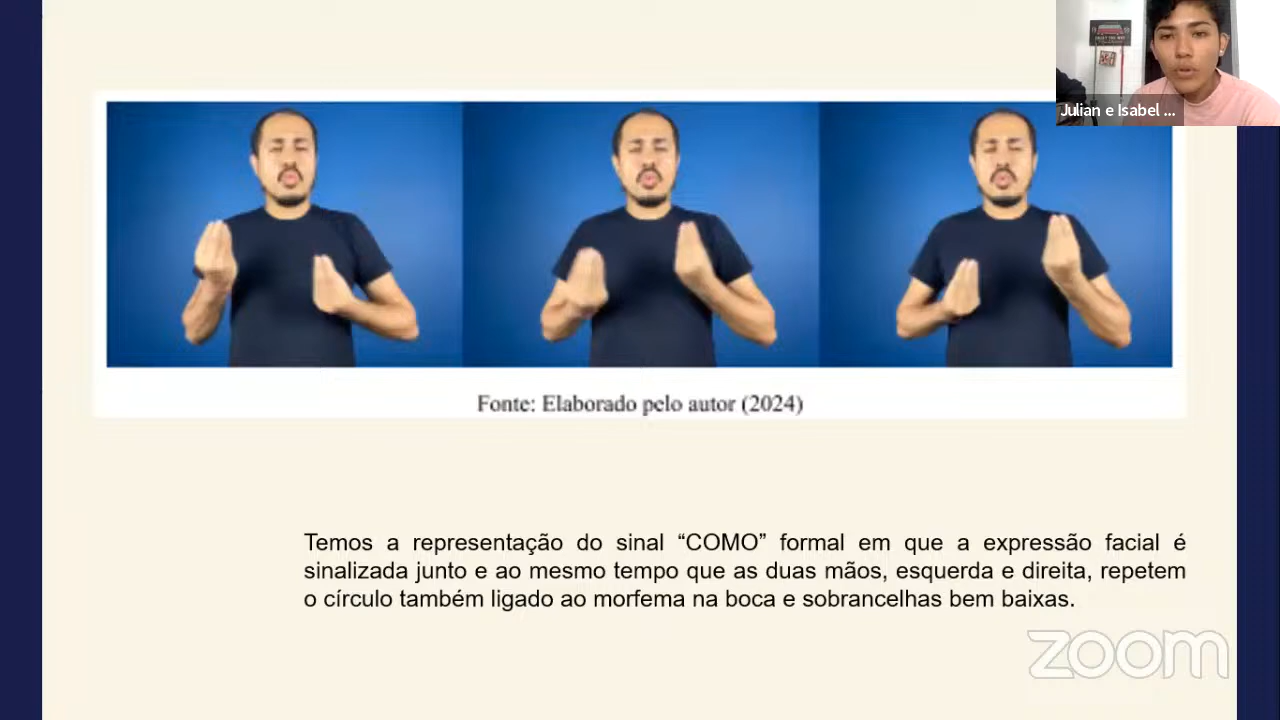 Julian e Isabel ...
Fonte: Elaborado pelo autor (2024)
Temos a representação do sinal “COMO” formal em que a expressão facial é
sinalizada junto e ao mesmo tempo que as duas mãos, esquerda e direita, repetem
o círculo também ligado ao morfema na boca e sobrancelhas bem baixas.
zoom